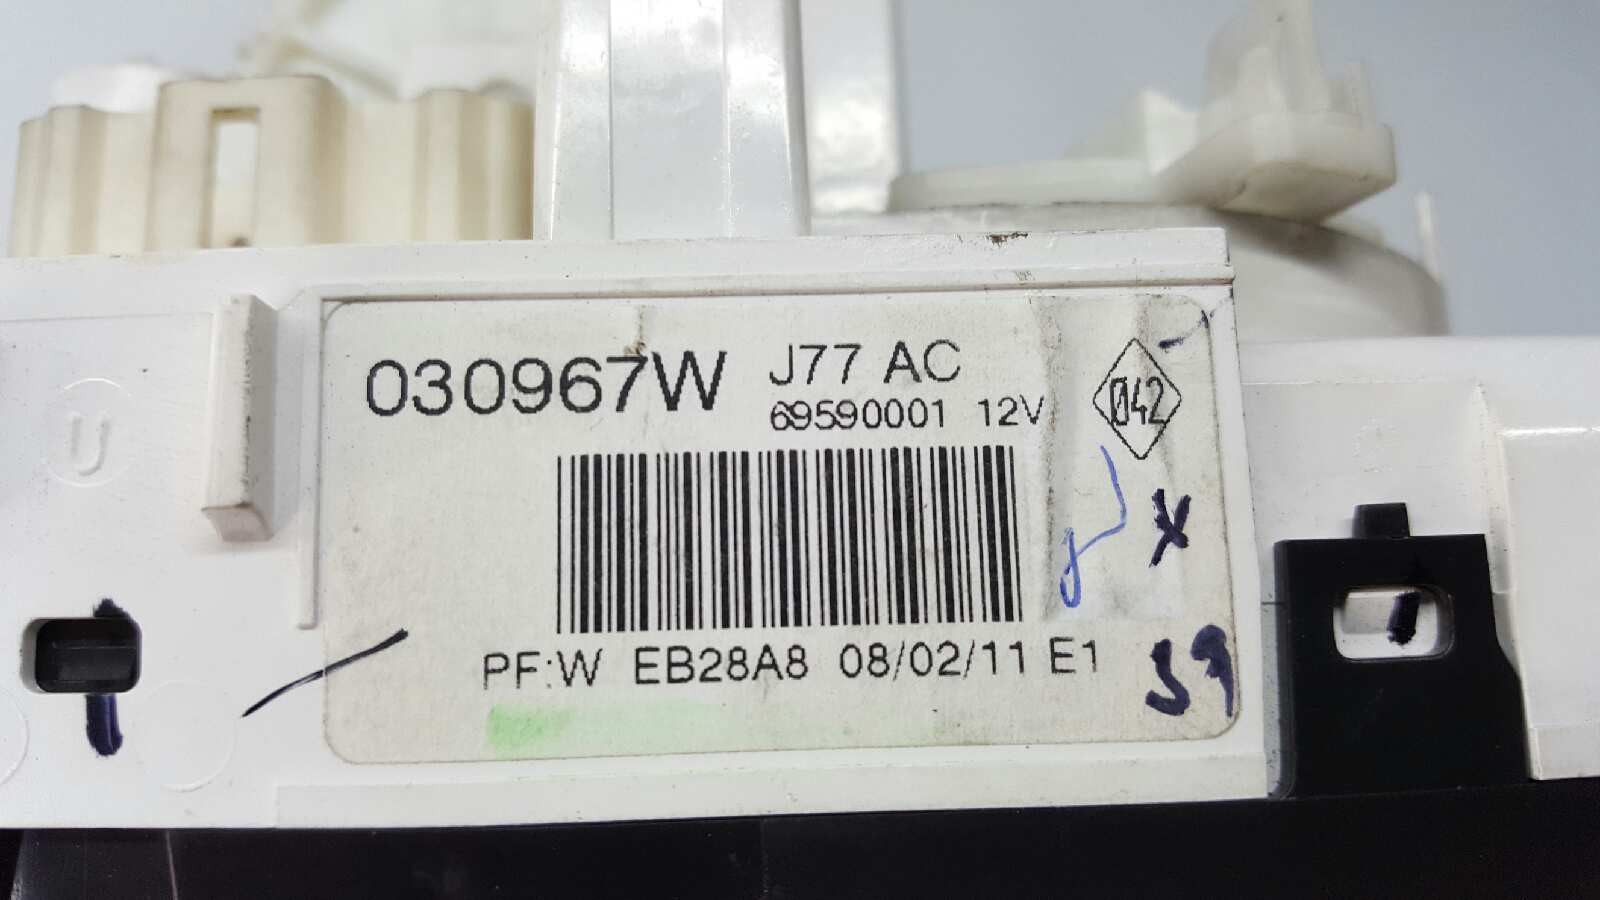 030967W J77 AC
69590001 12V
042
U
X
PF:W EB28A8 08/02/11 E1